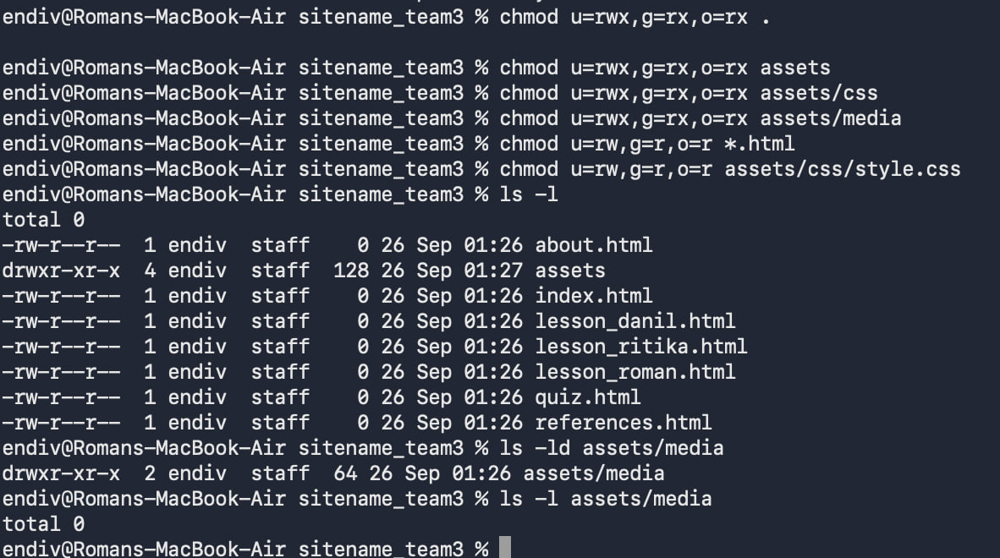 endiv@Romans-MacBook-Air sitename_team3 % chmod u=rwx,g=rx,o=rx .
endiv@Romans-MacBook-Air sitename_team3 % chmod u=rwx,g=rx,o=rx assets
endiv@Romans-MacBook-Air sitename_team3 % chmod u=rwx,g=rx,o=rx assets/css
endiv@Romans-MacBook-Air sitename_team3 % chmod u=rwx,g=rx,o=rx assets/media
endiv@Romans-MacBook-Air sitename_team3 % chmod u=rw,g=r,o=r *.html
endiv@Romans-MacBook-Air sitename_team3 % chmod u=rw,g=r,o=r assets/css/style.css
endiv@Romans-MacBook-Air sitename_team3 % ls -l
total 0
-rw-r--r--  1 endiv  staff    0 26 Sep 01:26 about.html
drwxr-xr-x  4 endiv  staff  128 26 Sep 01:27 assets
-rw-r--r--  1 endiv  staff    0 26 Sep 01:26 index.html
-rw-r--r--  1 endiv  staff    0 26 Sep 01:26 lesson_danil.html
-rw-r--r--  1 endiv  staff    0 26 Sep 01:26 lesson_ritika.html
-rw-r--r--  1 endiv  staff    0 26 Sep 01:26 lesson_roman.html
-rw-r--r--  1 endiv  staff    0 26 Sep 01:26 quiz.html
-rw-r--r--  1 endiv  staff    0 26 Sep 01:26 references.html
endiv@Romans-MacBook-Air sitename_team3 % ls -ld assets/media
drwxr-xr-x  2 endiv  staff  64 26 Sep 01:26 assets/media
endiv@Romans-MacBook-Air sitename_team3 % ls -l assets/media
total 0
endiv@Romans-MacBook-Air sitename_team3 %